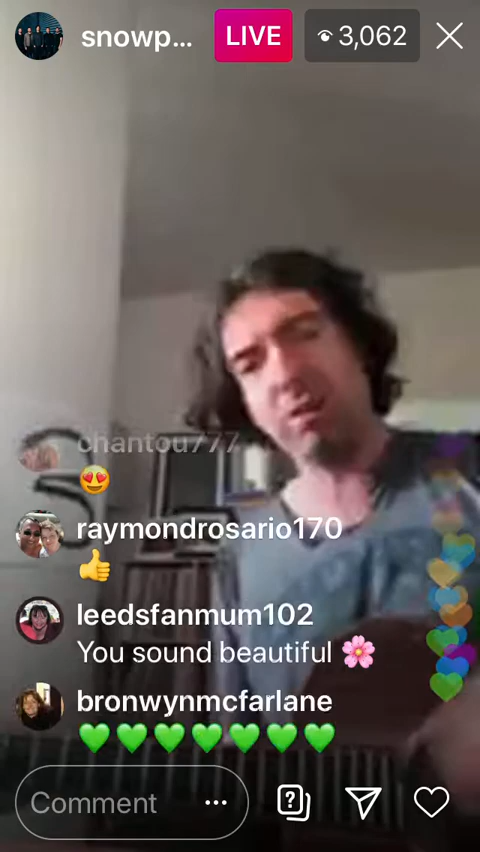 snowp...
LIVE
3,062
chantou777
😍
raymondrosario170
👍
leedsfanmum102
You sound beautiful 🌸
bronwynmcfarlane
💚💚💚💚💚💚💚
Comment